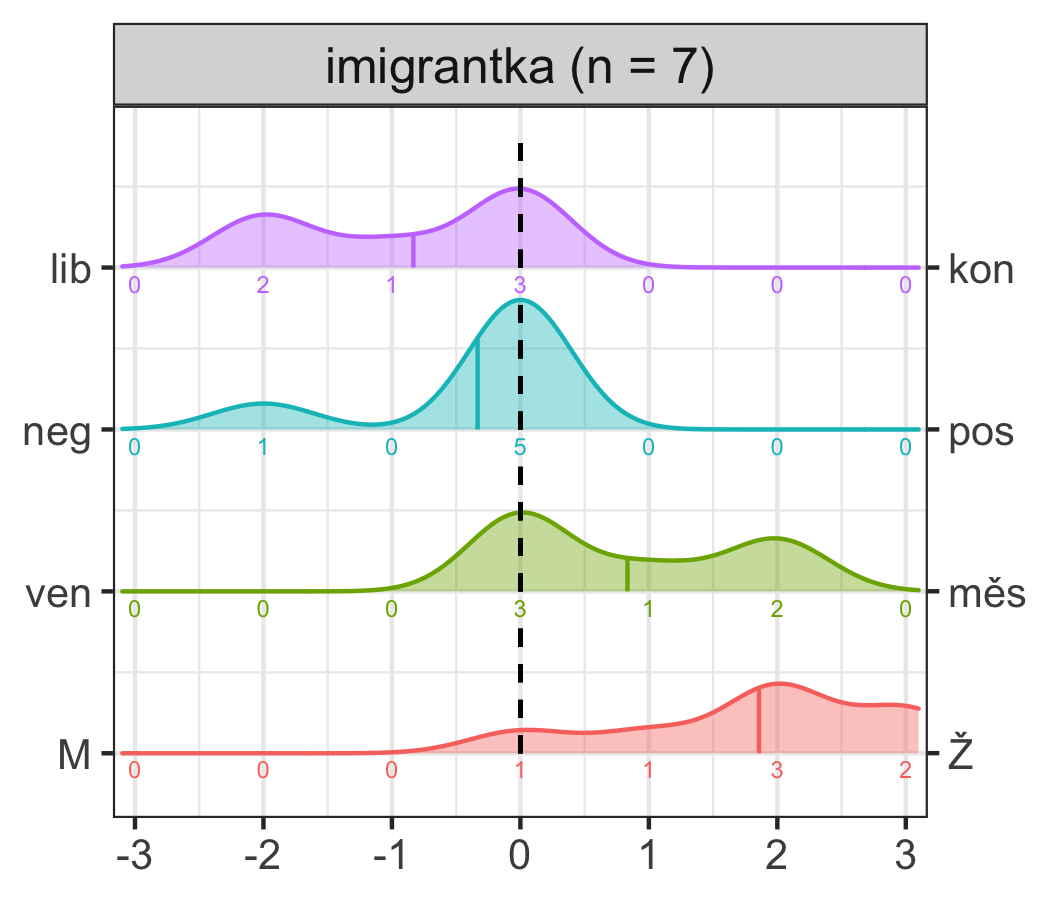 imigrantka (n = 7)
lib kon
0 2 1 3 0 0 0
neg pos
0 1 0 5 0 0 0
ven měs
0 0 0 3 1 2 0
M Ž
0 0 0 1 1 3 2
-3 -2 -1 0 1 2 3